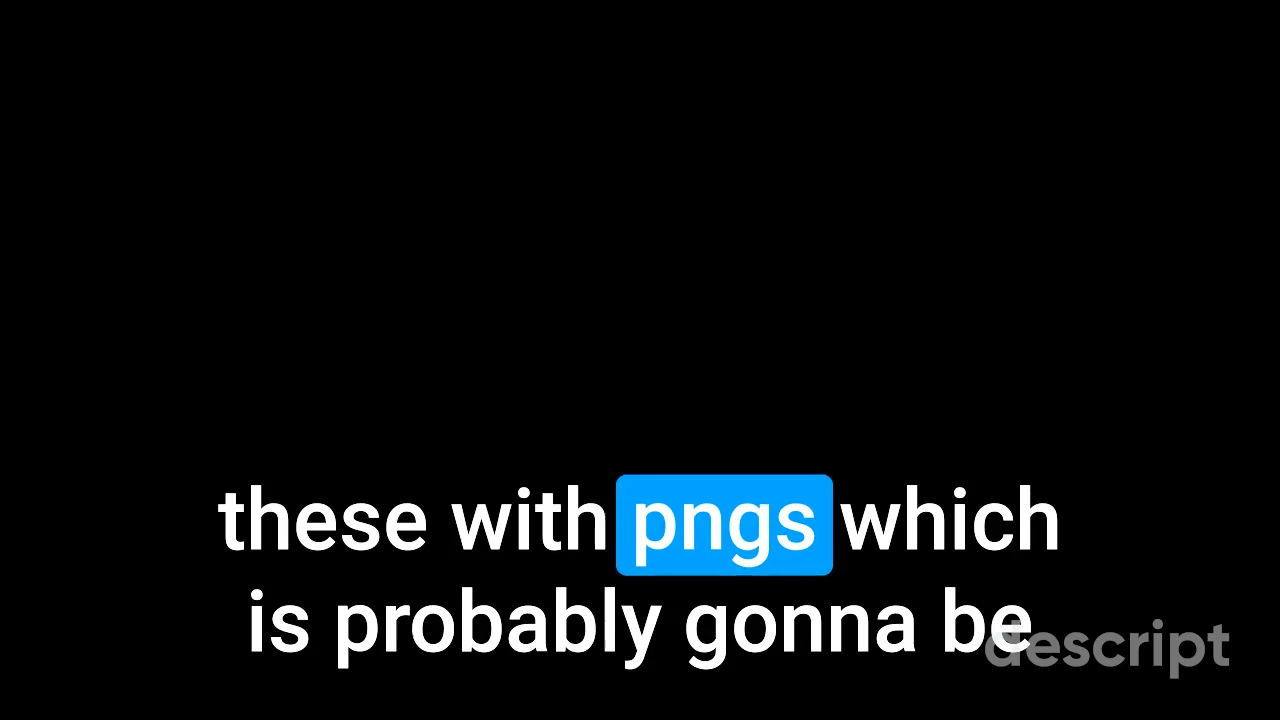 these with pngs which
is probably gonna be
descript